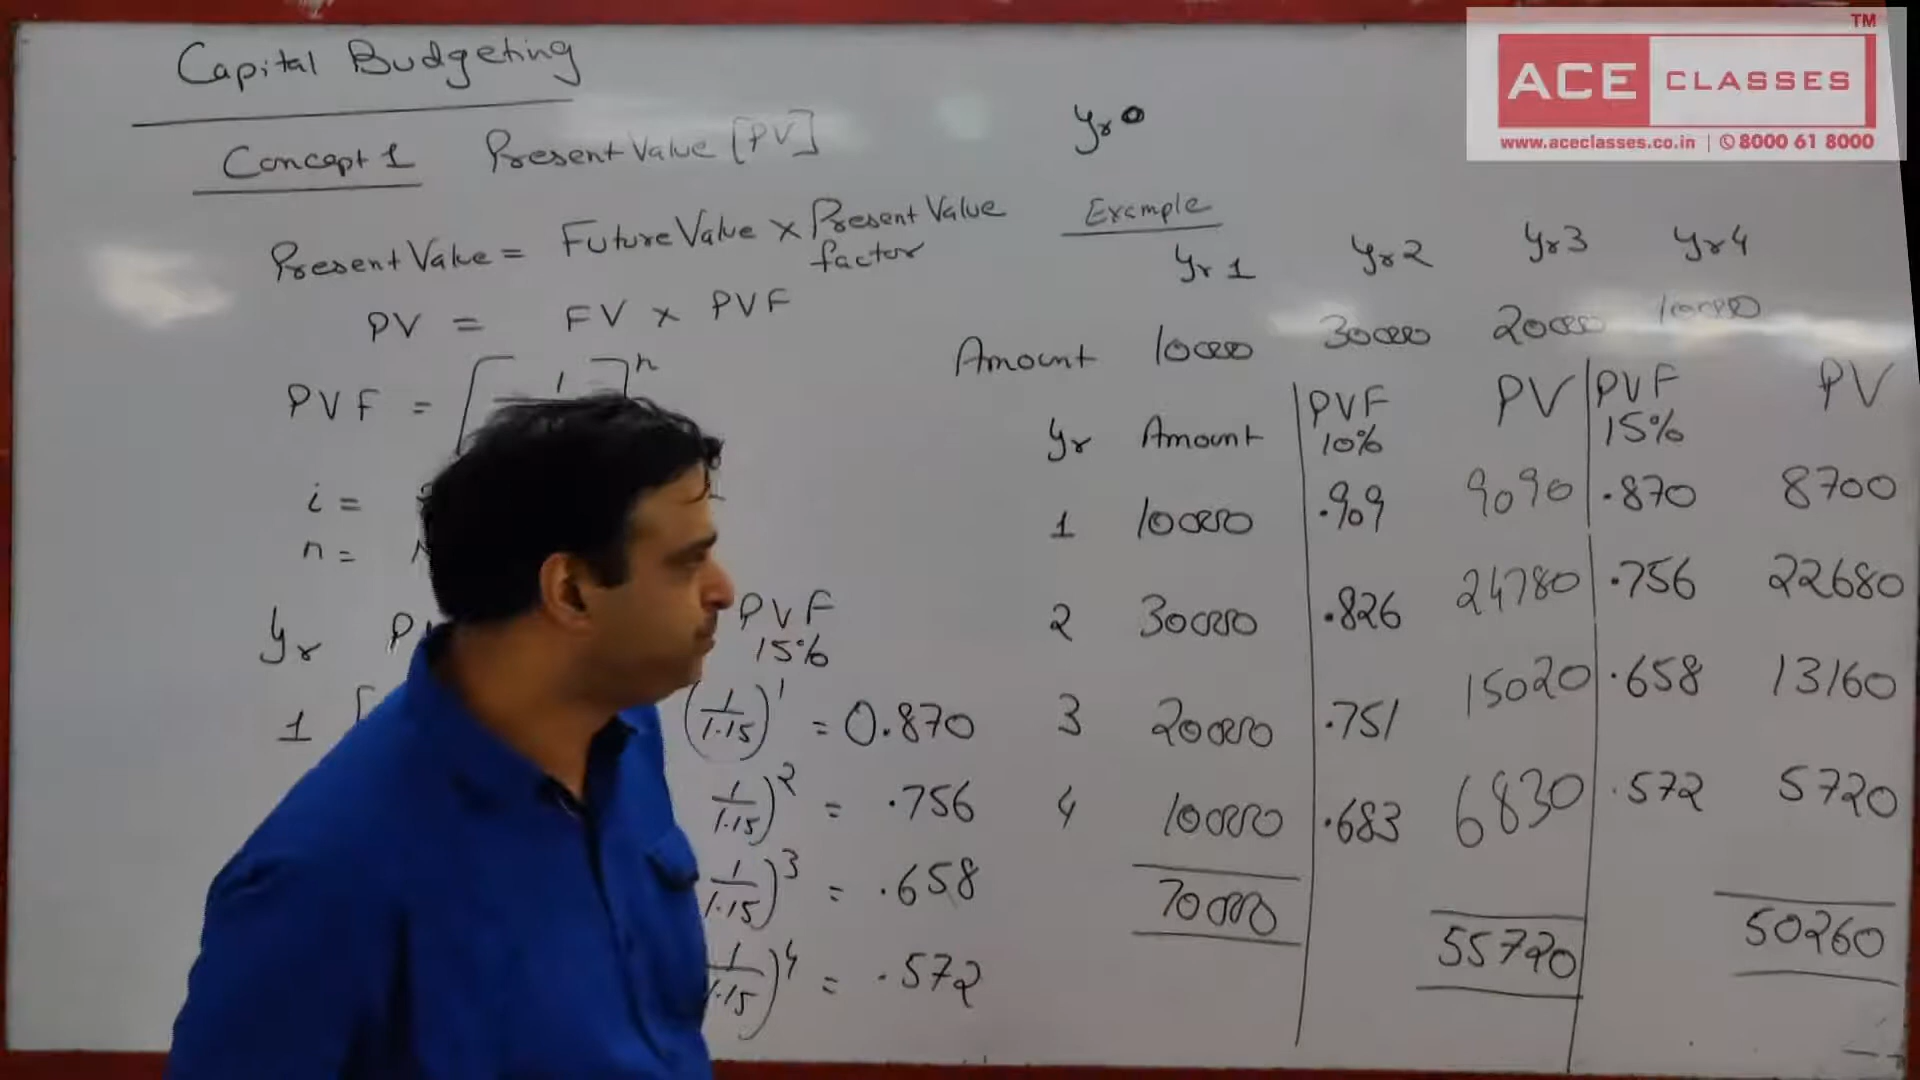 Capital Budgeting
Concept 1 Present Value [PV]
Present Value = Future Value × Present Value factor
PV = FV × PVF
PVF = [ 1 ]n
i =
n =
yr PVF 15%
1 (1/1.15)1 = 0.870
1/1.15)2 = .756
1/1.15)3 = .658
1/1.15)4 = .572
yr 0
Example
yr 1 yr 2 yr 3 yr 4
Amount 10000 30000 20000 10000
yr Amount PVF 10% PV PVF 15% PV
1 10000 .909 9090 .870 8700
2 30000 .826 24780 .756 22680
3 20000 .751 15020 .658 13160
4 10000 .683 6830 .572 5720
70000 55720 50260
TM
ACE CLASSES
www.aceclasses.co.in | 8000 61 8000